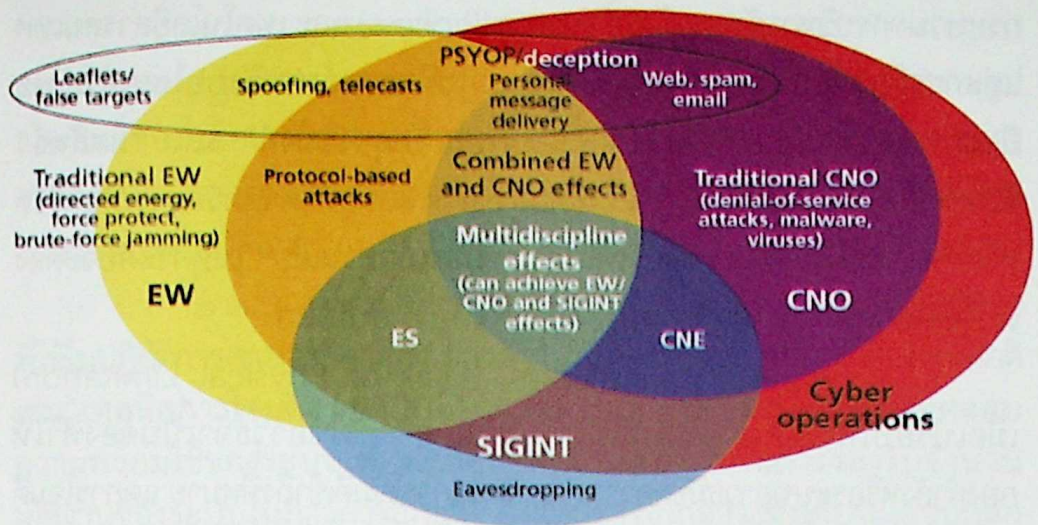 PSYOP/deception
Leaflets/
false targets
Spoofing, telecasts
Personal
message
delivery
Web, spam,
email
Traditional EW
(directed energy,
force protect,
brute-force jamming)
Protocol-based
attacks
Combined EW
and CNO effects
Traditional CNO
(denial-of-service
attacks, malware,
viruses)
Multidiscipline
effects
(can achieve EW/
CNO and SIGINT
effects)
EW
CNO
ES
CNE
Cyber
operations
SIGINT
Eavesdropping